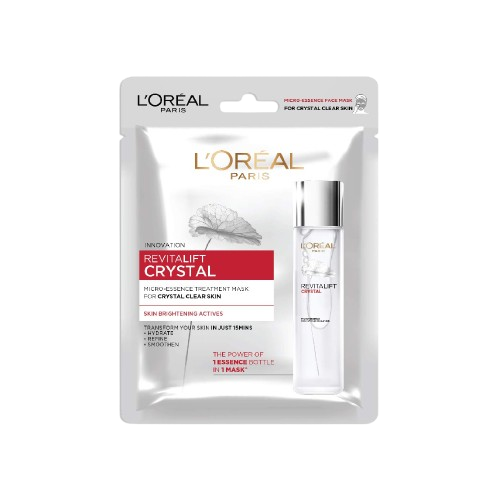 L'ORÉAL
PARIS
MICRO-ESSENCE FACE MASK
FOR CRYSTAL CLEAR SKIN
L'ORÉAL
PARIS
INNOVATION
REVITALIFT
CRYSTAL
MICRO-ESSENCE TREATMENT MASK
FOR CRYSTAL CLEAR SKIN
SKIN BRIGHTENING ACTIVES
TRANSFORM YOUR SKIN IN JUST 15MINS
• HYDRATE
• REFINE
• SMOOTHEN
THE POWER OF
1 ESSENCE BOTTLE
IN 1 MASK*
L'ORÉAL
PARIS
REVITALIFT
CRYSTAL